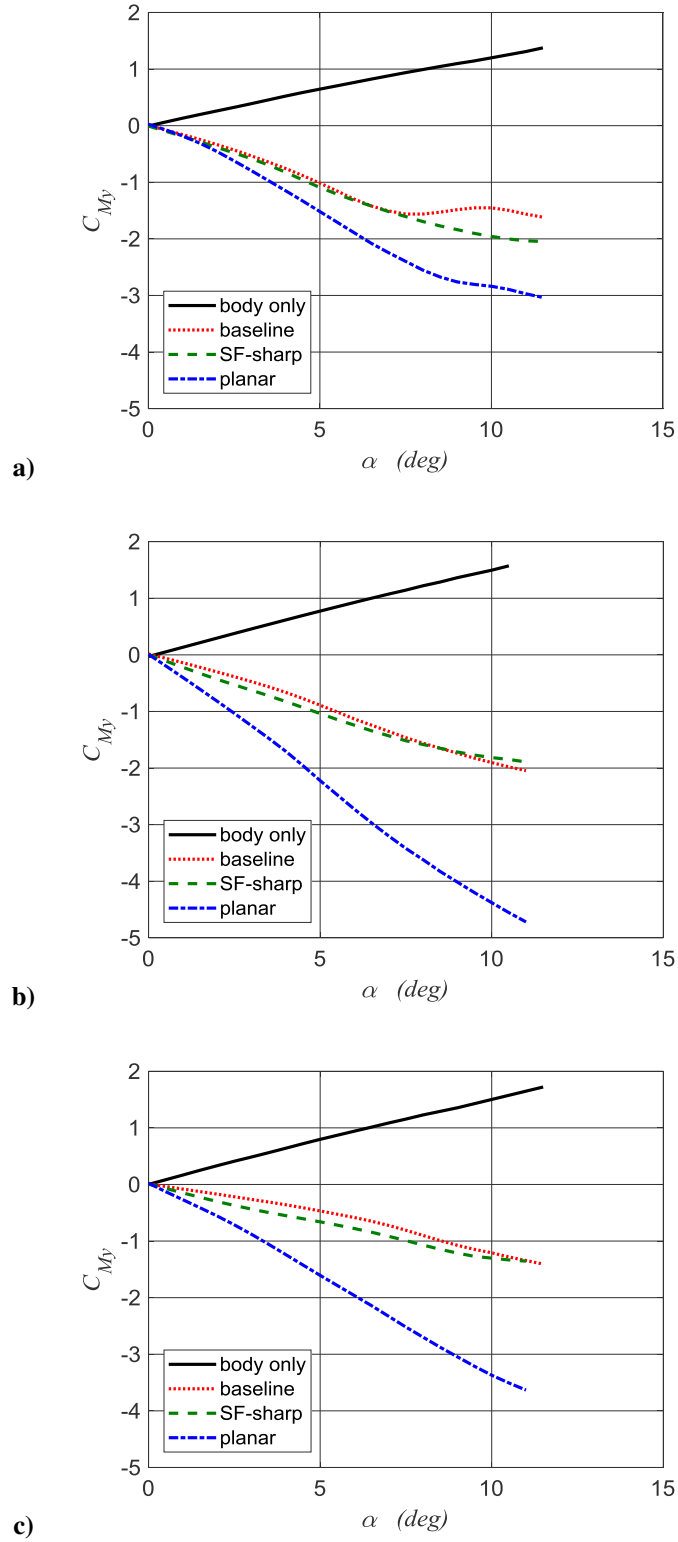 2
1
0
-1
-2
-3
-4
-5
C_My
body only
baseline
SF-sharp
planar
0 5 10 15
α (deg)
a)
2
1
0
-1
-2
-3
-4
-5
C_My
body only
baseline
SF-sharp
planar
0 5 10 15
α (deg)
b)
2
1
0
-1
-2
-3
-4
-5
C_My
body only
baseline
SF-sharp
planar
0 5 10 15
α (deg)
c)